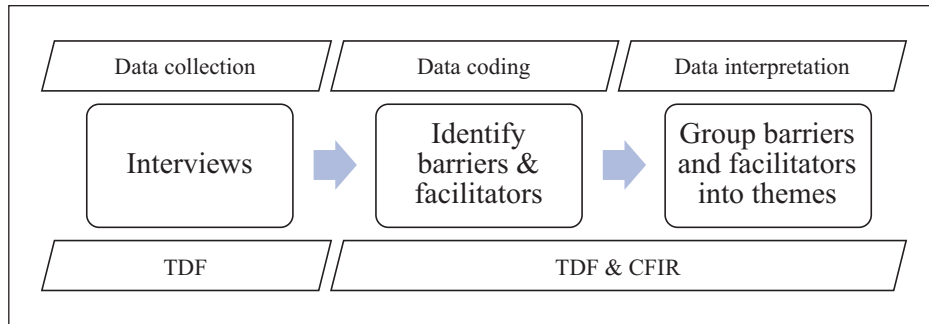 Data collection
Data coding
Data interpretation
Interviews
Identify
barriers &
facilitators
Group barriers
and facilitators
into themes
TDF
TDF & CFIR